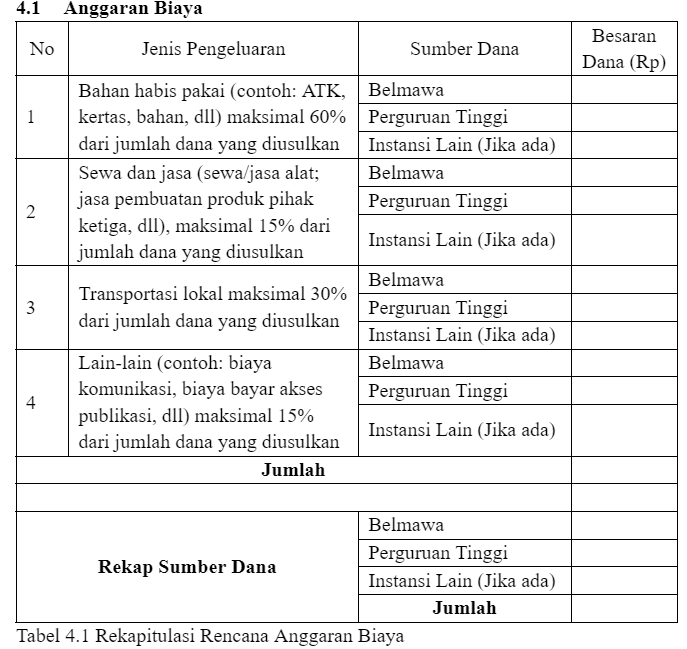 4.1 Anggaran Biaya
No Jenis Pengeluaran Sumber Dana Besaran Dana (Rp)
1
Bahan habis pakai (contoh: ATK,
kertas, bahan, dll) maksimal 60%
dari jumlah dana yang diusulkan
Belmawa
Perguruan Tinggi
Instansi Lain (Jika ada)
2
Sewa dan jasa (sewa/jasa alat;
jasa pembuatan produk pihak
ketiga, dll), maksimal 15% dari
jumlah dana yang diusulkan
Belmawa
Perguruan Tinggi
Instansi Lain (Jika ada)
3
Transportasi lokal maksimal 30%
dari jumlah dana yang diusulkan
Belmawa
Perguruan Tinggi
Instansi Lain (Jika ada)
4
Lain-lain (contoh: biaya
komunikasi, biaya bayar akses
publikasi, dll) maksimal 15%
dari jumlah dana yang diusulkan
Belmawa
Perguruan Tinggi
Instansi Lain (Jika ada)
Jumlah
Rekap Sumber Dana
Belmawa
Perguruan Tinggi
Instansi Lain (Jika ada)
Jumlah
Tabel 4.1 Rekapitulasi Rencana Anggaran Biaya